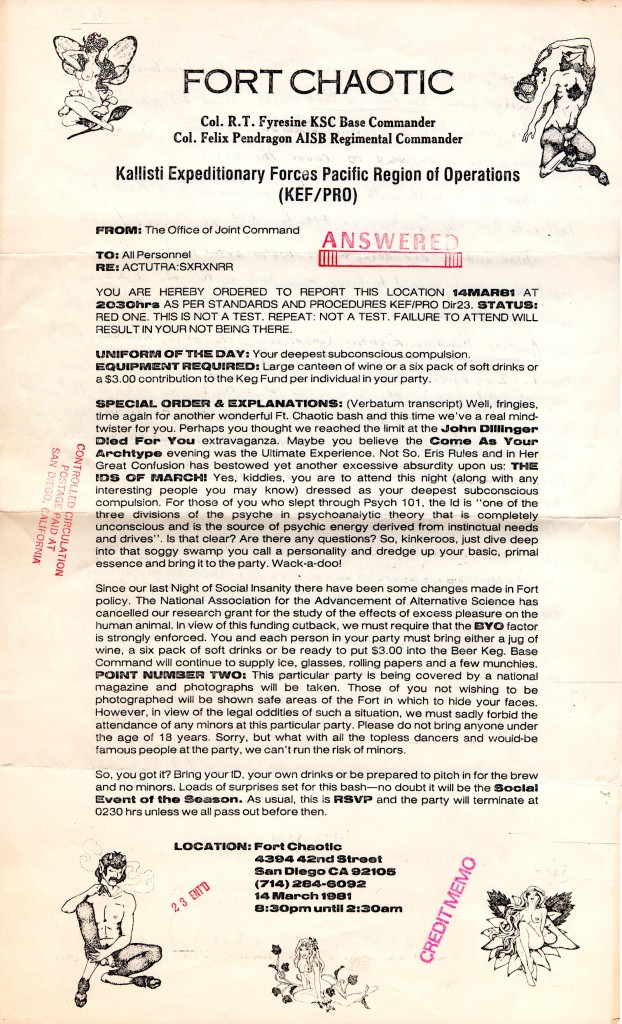 FORT CHAOTIC
Col. R.T. Fyresine KSC Base Commander
Col. Felix Pendragon AISB Regimental Commander
Kallisti Expeditionary Forces Pacific Region of Operations
(KEF/PRO)
FROM: The Office of Joint Command
ANSWERED
TO: All Personnel
RE: ACTUTRA:SXRXNRR
YOU ARE HEREBY ORDERED TO REPORT THIS LOCATION 14MAR81 AT
2030hrs AS PER STANDARDS AND PROCEDURES KEF/PRO Dir23. STATUS:
RED ONE. THIS IS NOT A TEST. REPEAT: NOT A TEST. FAILURE TO ATTEND WILL
RESULT IN YOUR NOT BEING THERE.
UNIFORM OF THE DAY: Your deepest subconscious compulsion.
EQUIPMENT REQUIRED: Large canteen of wine or a six pack of soft drinks or
a $3.00 contribution to the Keg Fund per individual in your party.
SPECIAL ORDER & EXPLANATIONS: (Verbatum transcript) Well, fringies,
time again for another wonderful Ft. Chaotic bash and this time we've a real mind-
twister for you. Perhaps you thought we reached the limit at the John Dillinger
Died For You extravaganza. Maybe you believe the Come As Your
Archtype evening was the Ultimate Experience. Not So. Eris Rules and in Her
Great Confusion has bestowed yet another excessive absurdity upon us: THE
IDS OF MARCH! Yes, kiddies, you are to attend this night (along with any
interesting people you may know) dressed as your deepest subconscious
compulsion. For those of you who slept through Psych 101, the Id is "one of
the three divisions of the psyche in psychoanalytic theory that is completely
unconscious and is the source of psychic energy derived from instinctual needs
and drives". Is that clear? Are there any questions? So, kinkeroos, just dive deep
into that soggy swamp you call a personality and dredge up your basic, primal
essence and bring it to the party. Wack-a-doo!
CONTROLLED CIRCULATION
POSTAGE PAID AT
SAN DIEGO, CALIFORNIA
Since our last Night of Social Insanity there have been some changes made in Fort
policy. The National Association for the Advancement of Alternative Science has
cancelled our research grant for the study of the effects of excess pleasure on the
human animal. In view of this funding cutback, we must require that the BYO factor
is strongly enforced. You and each person in your party must bring either a jug of
wine, a six pack of soft drinks or be ready to put $3.00 into the Beer Keg. Base
Command will continue to supply ice, glasses, rolling papers and a few munchies.
POINT NUMBER TWO: This particular party is being covered by a national
magazine and photographs will be taken. Those of you not wishing to be
photographed will be shown safe areas of the Fort in which to hide your faces.
However, in view of the legal oddities of such a situation, we must sadly forbid the
attendance of any minors at this particular party. Please do not bring anyone under
the age of 18 years. Sorry, but what with all the topless dancers and would-be
famous people at the party, we can't run the risk of minors.
So, you got it? Bring your ID, your own drinks or be prepared to pitch in for the brew
and no minors. Loads of surprises set for this bash—no doubt it will be the Social
Event of the Season. As usual, this is RSVP and the party will terminate at
0230 hrs unless we all pass out before then.
LOCATION: Fort Chaotic
4394 42nd Street
San Diego CA 92105
(714) 284-6092
14 March 1981
8:30pm until 2:30am
23 ENT'D
CREDIT MEMO